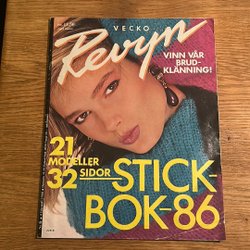 VECKO
Revyn
VINN VÅR
BRUD-
KLÄNNING!
21
MODELLER
32 SIDOR
STICK-
BOK-86